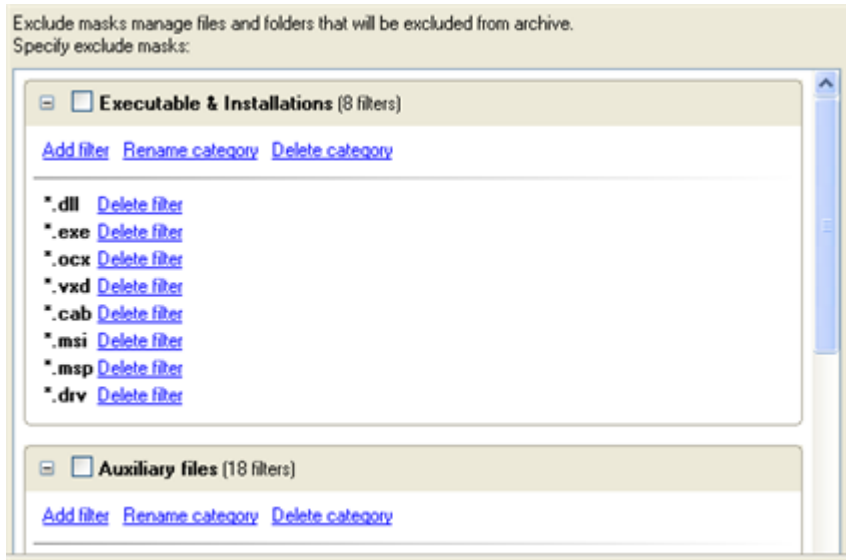 Exclude masks manage files and folders that will be excluded from archive.
Specify exclude masks:
Executable & Installations (8 filters)
Add filter Rename category Delete category
*.dll Delete filter
*.exe Delete filter
*.ocx Delete filter
*.vxd Delete filter
*.cab Delete filter
*.msi Delete filter
*.msp Delete filter
*.drv Delete filter
Auxiliary files (18 filters)
Add filter Rename category Delete category